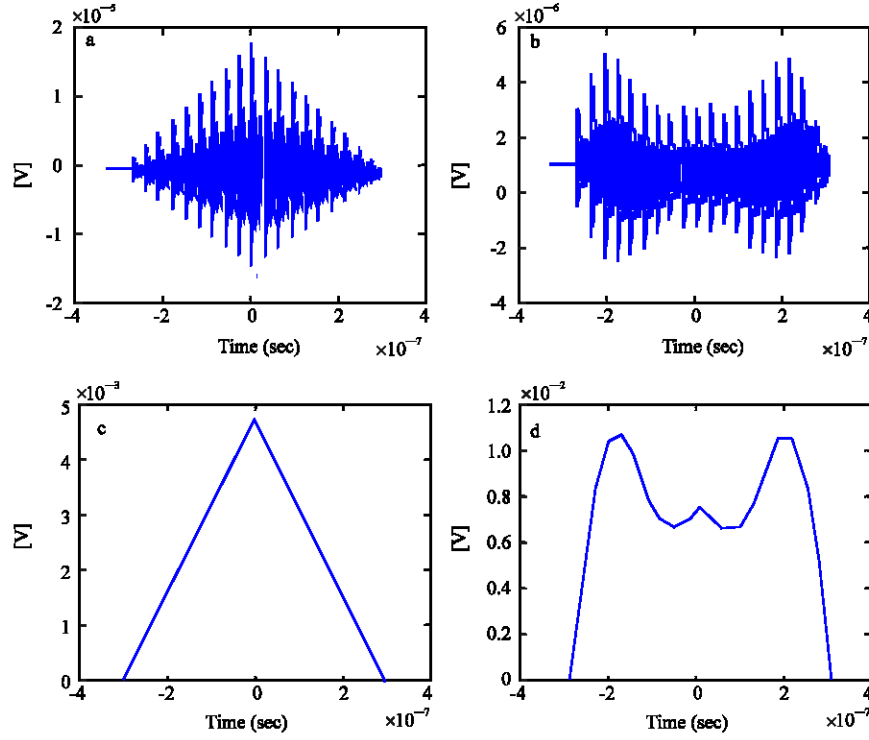 ×10⁻⁵
×10⁻⁶
a
b
2
1
0
-1
-2
[V]
8
6
4
2
0
-2
-4
[V]
-4 -2 0 2 4
-4 -2 0 2 4
Time (sec)
×10⁻⁷
Time (sec)
×10⁻⁷
×10⁻³
×10⁻²
c
d
5
4
3
2
1
0
[V]
1.2
1.0
0.8
0.6
0.4
0.2
0
[V]
-4 -2 0 2 4
-4 -2 0 2 4
Time (sec)
×10⁻⁷
Time (sec)
×10⁻⁷